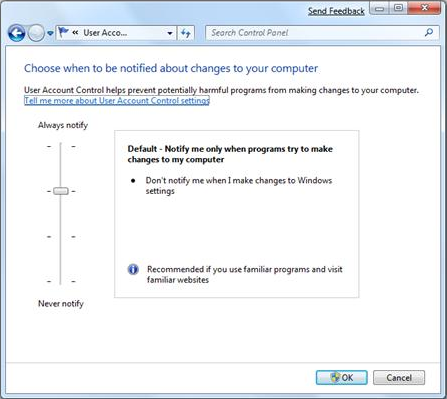 Send Feedback
« User Acco...
Search Control Panel
Choose when to be notified about changes to your computer
User Account Control helps prevent potentially harmful programs from making changes to your computer.
Tell me more about User Account Control settings
Always notify
Default - Notify me only when programs try to make
changes to my computer
• Don't notify me when I make changes to Windows
settings
Recommended if you use familiar programs and visit
familiar websites
Never notify
OK
Cancel